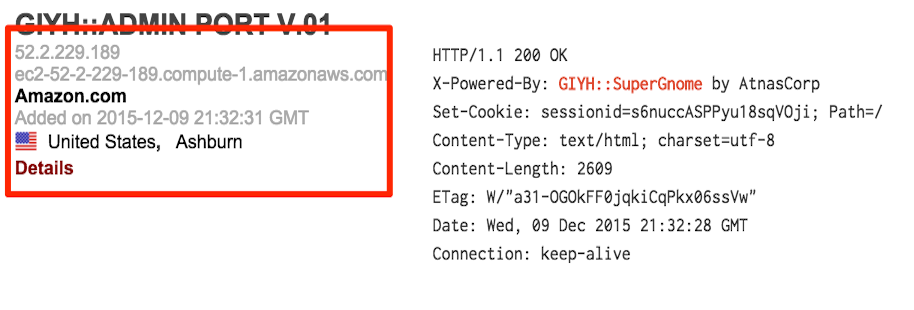 GIYH::ADMIN PORT V.01
52.2.229.189
ec2-52-2-229-189.compute-1.amazonaws.com
Amazon.com
Added on 2015-12-09 21:32:31 GMT
United States, Ashburn
Details
HTTP/1.1 200 OK
X-Powered-By: GIYH::SuperGnome by AtnasCorp
Set-Cookie: sessionid=s6nuccASPPyu18sqVOji; Path=/
Content-Type: text/html; charset=utf-8
Content-Length: 2609
ETag: W/"a31-OGOkFF0jqkiCqPkx06ssVw"
Date: Wed, 09 Dec 2015 21:32:28 GMT
Connection: keep-alive